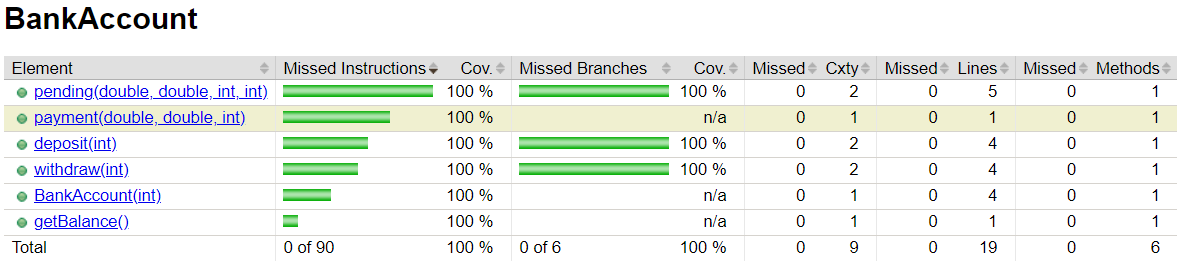 BankAccount
Element Missed Instructions Cov. Missed Branches Cov. Missed Cxty Missed Lines Missed Methods
pending(double, double, int, int) 100 % 100 % 0 2 0 5 0 1
payment(double, double, int) 100 % n/a 0 1 0 1 0 1
deposit(int) 100 % 100 % 0 2 0 4 0 1
withdraw(int) 100 % 100 % 0 2 0 4 0 1
BankAccount(int) 100 % n/a 0 1 0 4 0 1
getBalance() 100 % n/a 0 1 0 1 0 1
Total 0 of 90 100 % 0 of 6 100 % 0 9 0 19 0 6